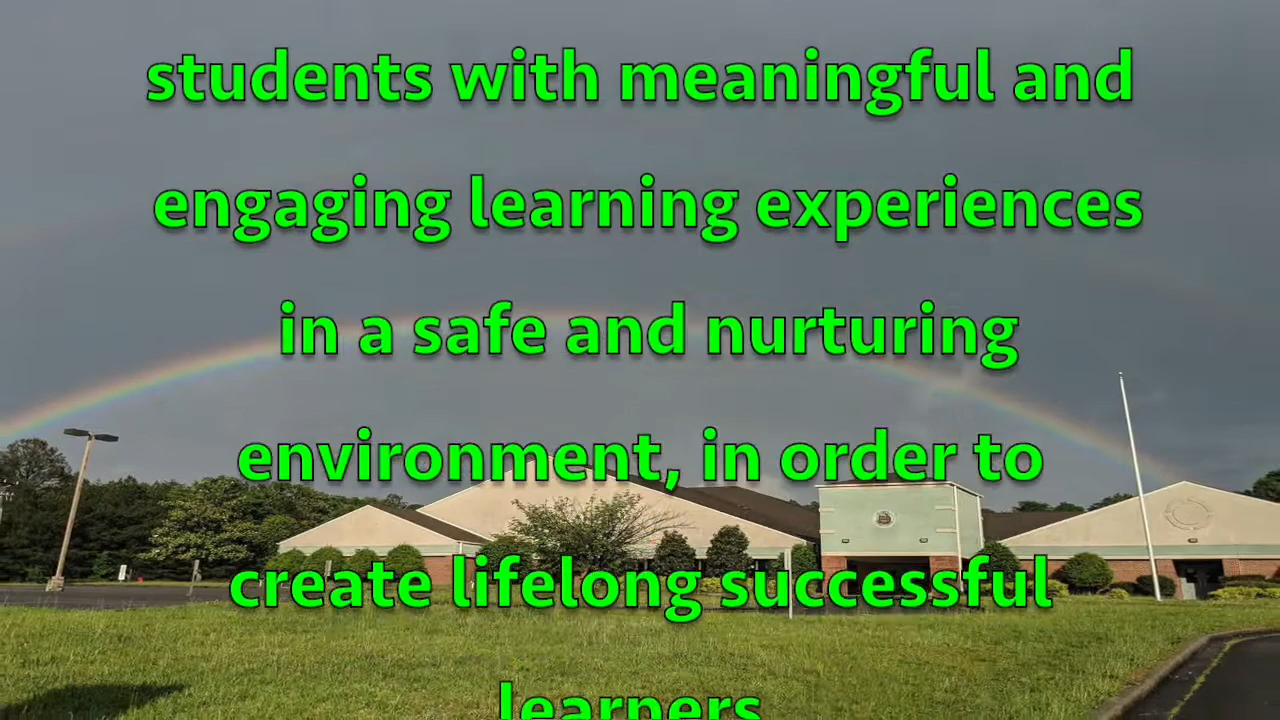 students with meaningful and
engaging learning experiences
in a safe and nurturing
environment, in order to
create lifelong successful
learners